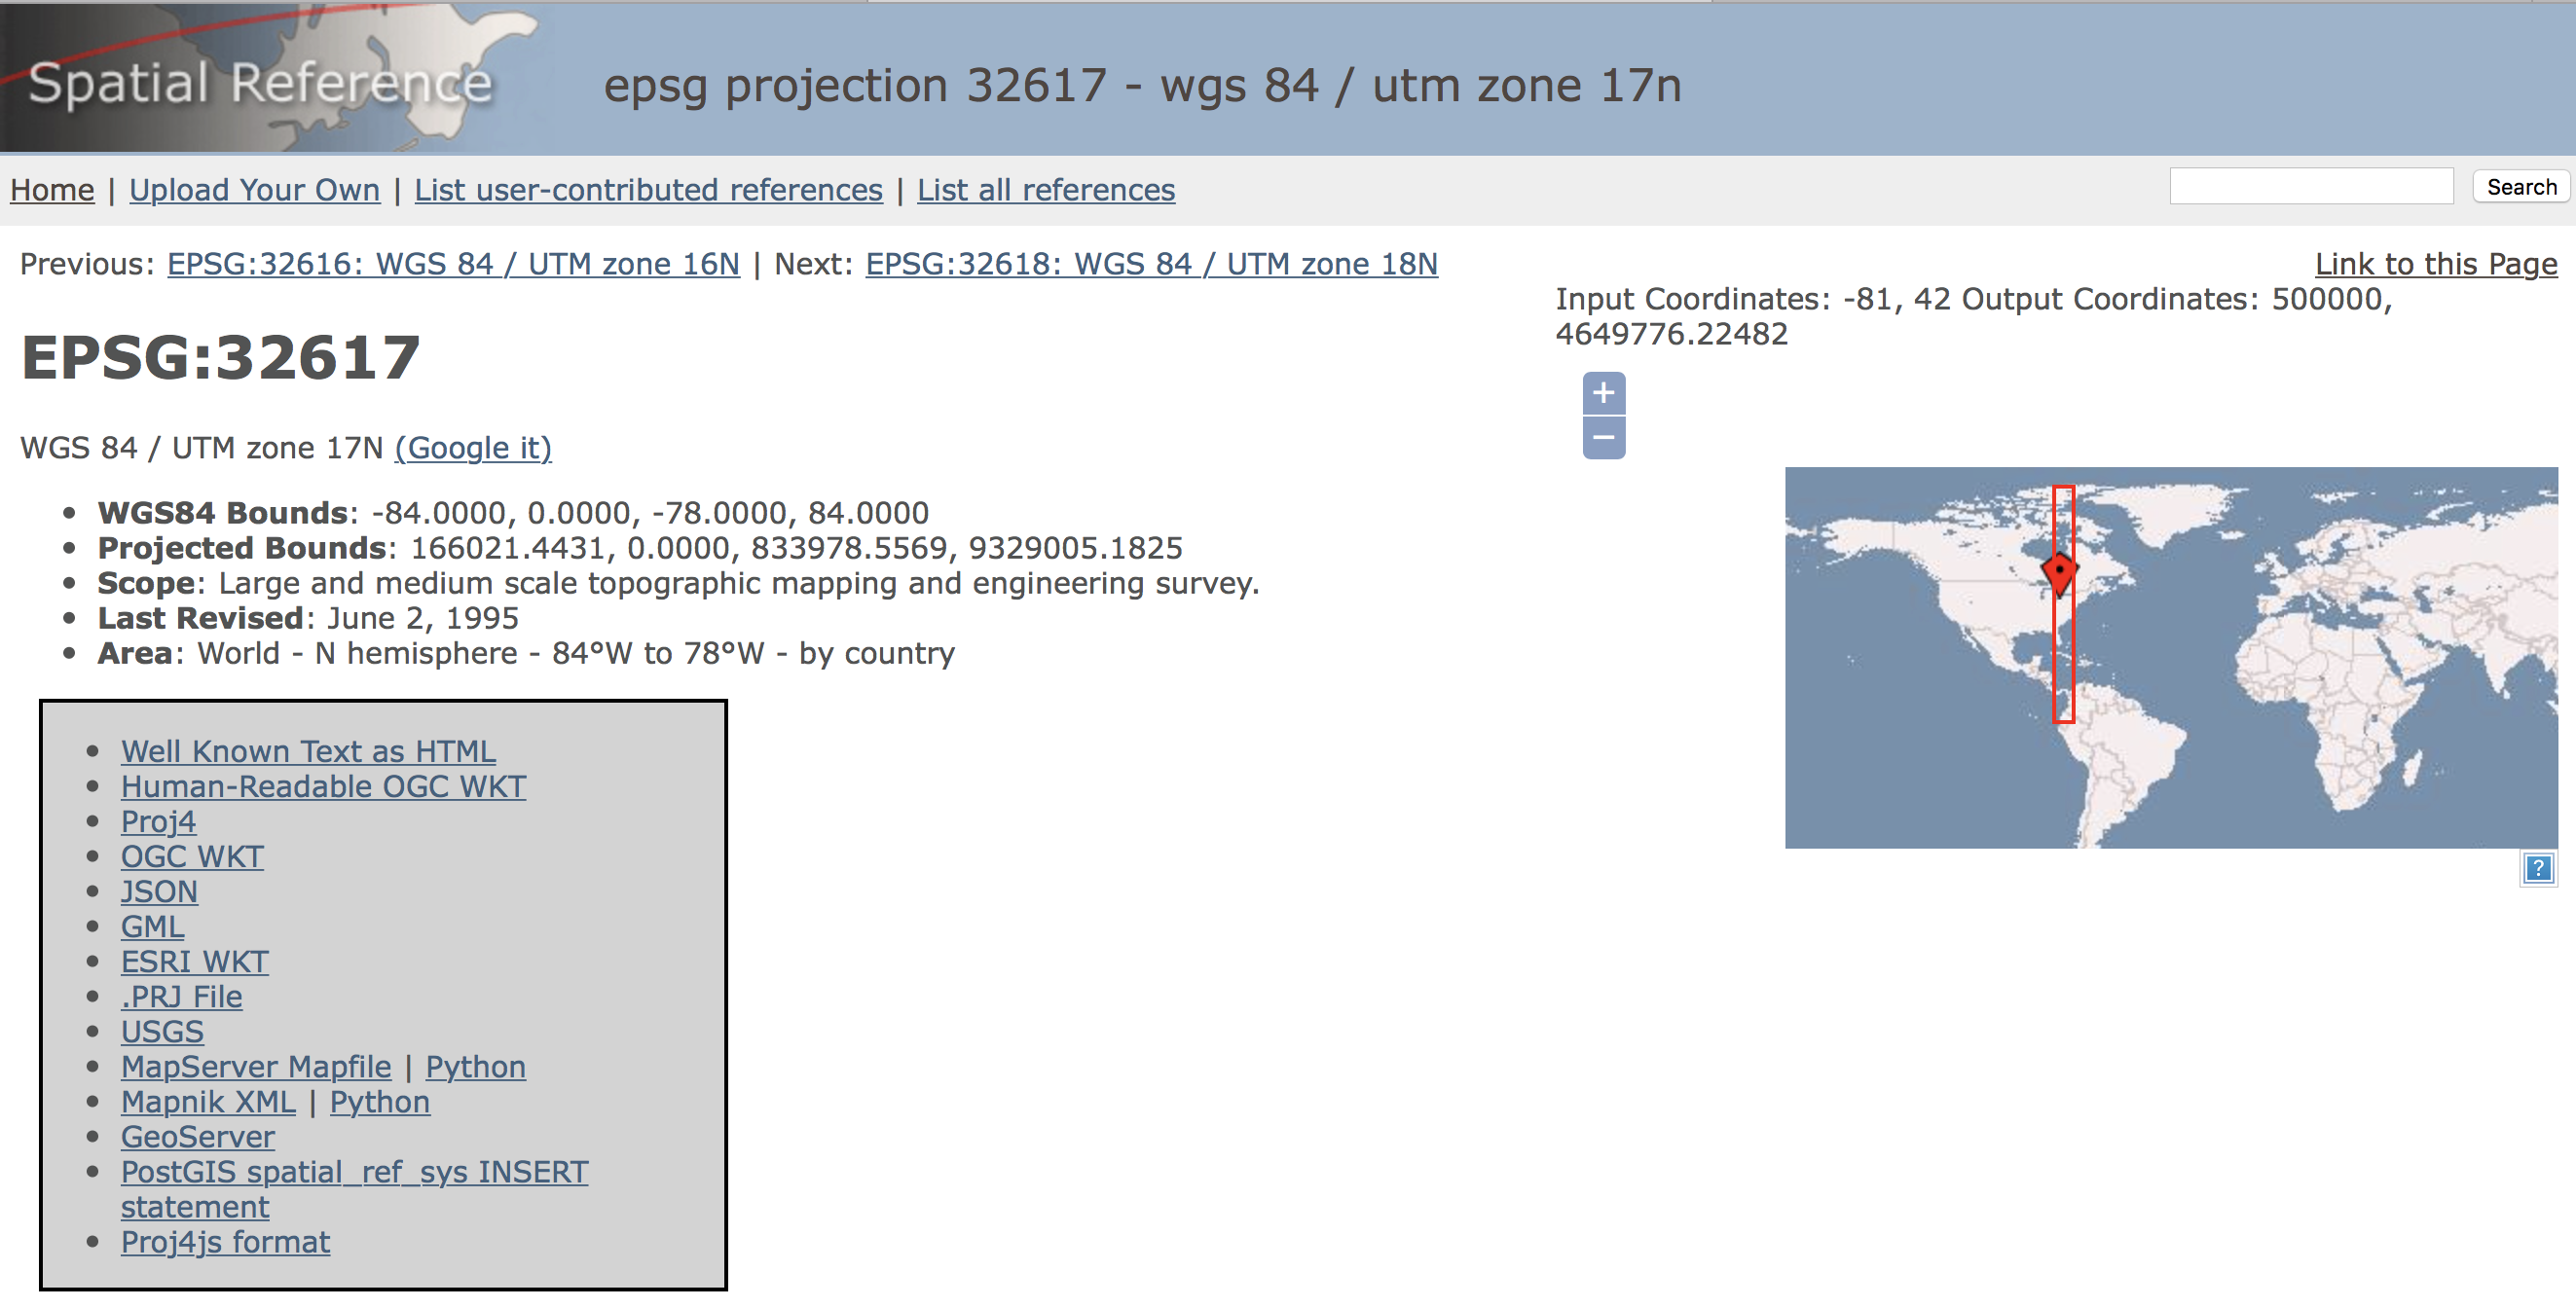 Spatial Reference
epsg projection 32617 - wgs 84 / utm zone 17n
Home | Upload Your Own | List user-contributed references | List all references
Search
Previous: EPSG:32616: WGS 84 / UTM zone 16N | Next: EPSG:32618: WGS 84 / UTM zone 18N
Link to this Page
Input Coordinates: -81, 42 Output Coordinates: 500000,
4649776.22482
EPSG:32617
+
−
WGS 84 / UTM zone 17N (Google it)
• WGS84 Bounds: -84.0000, 0.0000, -78.0000, 84.0000
• Projected Bounds: 166021.4431, 0.0000, 833978.5569, 9329005.1825
• Scope: Large and medium scale topographic mapping and engineering survey.
• Last Revised: June 2, 1995
• Area: World - N hemisphere - 84°W to 78°W - by country
• Well Known Text as HTML
• Human-Readable OGC WKT
• Proj4
• OGC WKT
• JSON
• GML
• ESRI WKT
• .PRJ File
• USGS
• MapServer Mapfile | Python
• Mapnik XML | Python
• GeoServer
• PostGIS spatial_ref_sys INSERT
statement
• Proj4js format
?